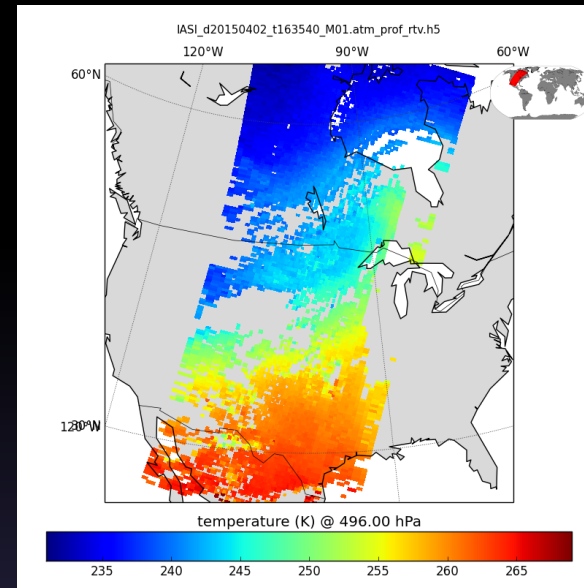 IASI_d20150402_t163540_M01.atm_prof_rtv.h5
120°W 90°W 60°W
60°N
temperature (K) @ 496.00 hPa
235 240 245 250 255 260 265